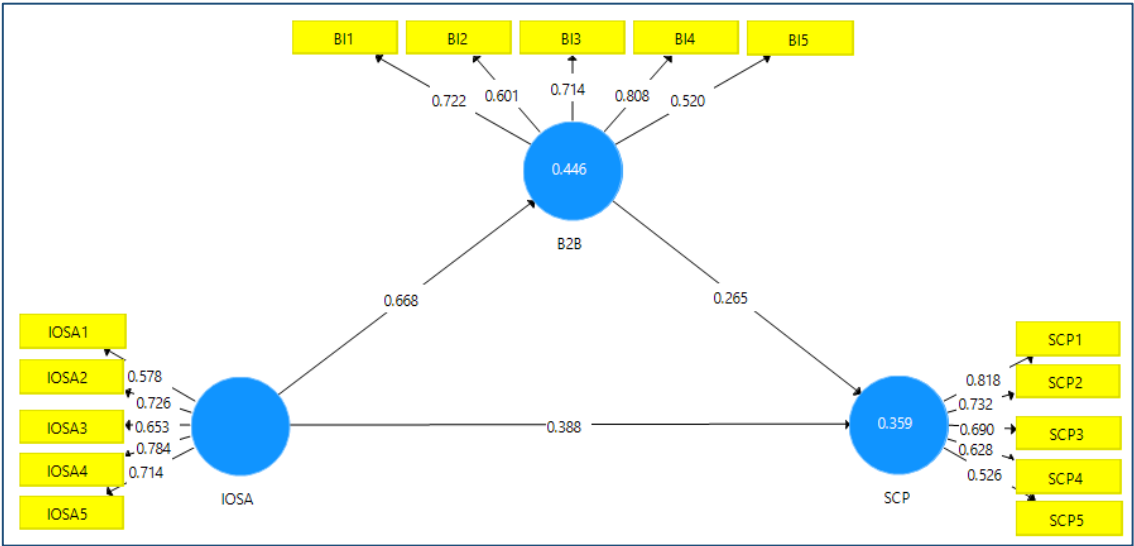 BI1 BI2 BI3 BI4 BI5
0.722 0.601 0.714 0.808 0.520
0.446
B2B
0.668 0.265
IOSA1
IOSA2
IOSA3
IOSA4
IOSA5
0.578
0.726
0.653
0.784
0.714
IOSA
0.388
0.359
SCP
0.818
0.732
0.690
0.628
0.526
SCP1
SCP2
SCP3
SCP4
SCP5